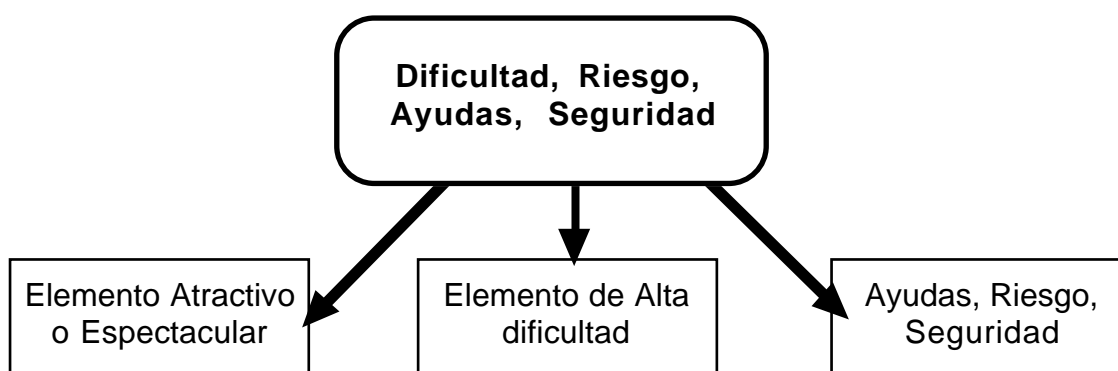 Dificultad, Riesgo,
Ayudas, Seguridad
Elemento Atractivo
o Espectacular
Elemento de Alta
dificultad
Ayudas, Riesgo,
Seguridad